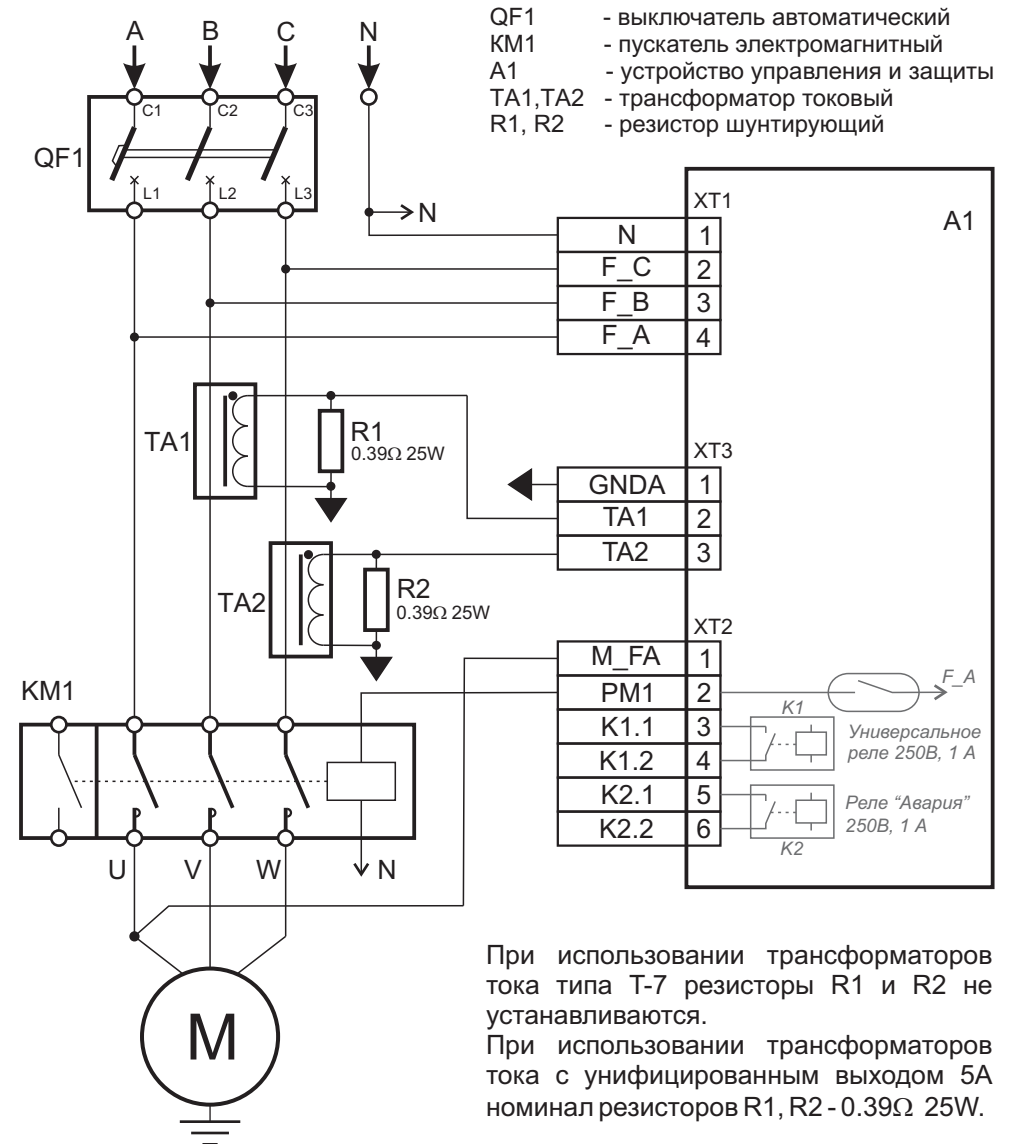 A B C N
QF1 - выключатель автоматический
КМ1 - пускатель электромагнитный
А1 - устройство управления и защиты
ТА1,ТА2 - трансформатор токовый
R1, R2 - резистор шунтирующий
C1 C2 C3
QF1
L1 L2 L3
N
XT1
A1
N 1
F_C 2
F_B 3
F_A 4
TA1
R1
0.39Ω 25W
XT3
GNDA 1
TA1 2
TA2 3
TA2
R2
0.39Ω 25W
XT2
M_FA 1
PM1 2
K1.1 3
K1.2 4
K2.1 5
K2.2 6
F_A
K1
Универсальное
реле 250В, 1 А
Реле “Авария”
250В, 1 А
K2
KM1
U V W N
M
При использовании трансформаторов
тока типа Т-7 резисторы R1 и R2 не
устанавливаются.
При использовании трансформаторов
тока с унифицированным выходом 5А
номинал резисторов R1, R2 - 0.39Ω 25W.